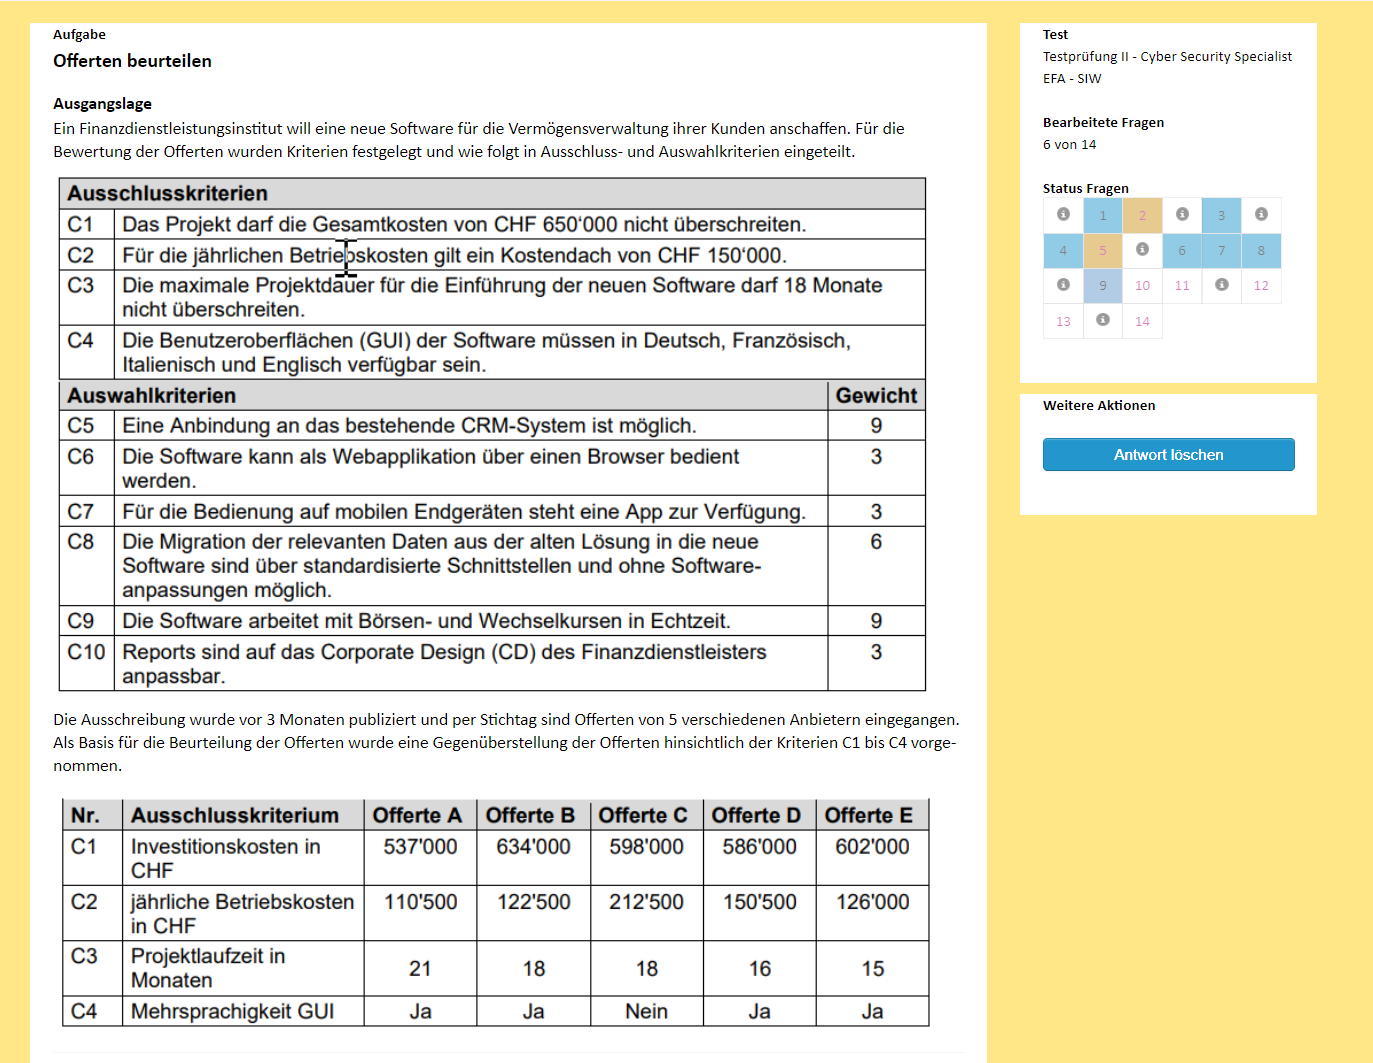 Aufgabe
Offerten beurteilen
Ausgangslage
Ein Finanzdienstleistungsinstitut will eine neue Software für die Vermögensverwaltung ihrer Kunden anschaffen. Für die
Bewertung der Offerten wurden Kriterien festgelegt und wie folgt in Ausschluss- und Auswahlkriterien eingeteilt.
Ausschlusskriterien
C1 Das Projekt darf die Gesamtkosten von CHF 650‘000 nicht überschreiten.
C2 Für die jährlichen Betriebskosten gilt ein Kostendach von CHF 150‘000.
C3 Die maximale Projektdauer für die Einführung der neuen Software darf 18 Monate
nicht überschreiten.
C4 Die Benutzeroberflächen (GUI) der Software müssen in Deutsch, Französisch,
Italienisch und Englisch verfügbar sein.
Auswahlkriterien Gewicht
C5 Eine Anbindung an das bestehende CRM-System ist möglich. 9
C6 Die Software kann als Webapplikation über einen Browser bedient 3
werden.
C7 Für die Bedienung auf mobilen Endgeräten steht eine App zur Verfügung. 3
C8 Die Migration der relevanten Daten aus der alten Lösung in die neue 6
Software sind über standardisierte Schnittstellen und ohne Software-
anpassungen möglich.
C9 Die Software arbeitet mit Börsen- und Wechselkursen in Echtzeit. 9
C10 Reports sind auf das Corporate Design (CD) des Finanzdienstleisters 3
anpassbar.
Die Ausschreibung wurde vor 3 Monaten publiziert und per Stichtag sind Offerten von 5 verschiedenen Anbietern eingegangen.
Als Basis für die Beurteilung der Offerten wurde eine Gegenüberstellung der Offerten hinsichtlich der Kriterien C1 bis C4 vorge-
nommen.
Nr. Ausschlusskriterium Offerte A Offerte B Offerte C Offerte D Offerte E
C1 Investitionskosten in 537'000 634'000 598'000 586'000 602'000
CHF
C2 jährliche Betriebskosten 110'500 122'500 212'500 150'500 126'000
in CHF
C3 Projektlaufzeit in
Monaten 21 18 18 16 15
C4 Mehrsprachigkeit GUI Ja Ja Nein Ja Ja
Test
Testprüfung II - Cyber Security Specialist
EFA - SIW
Bearbeitete Fragen
6 von 14
Status Fragen
1 2 3
4 5 6 7 8
9 10 11 12
13 14
Weitere Aktionen
Antwort löschen